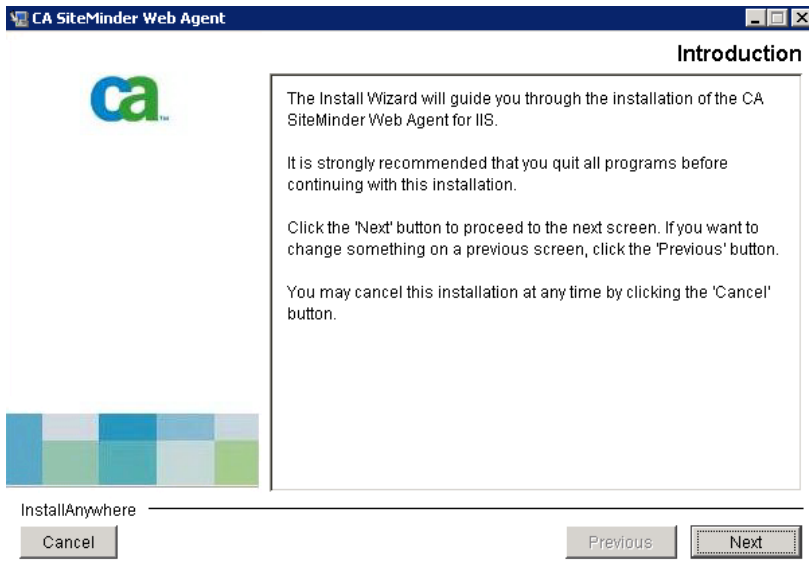 CA SiteMinder Web Agent
Introduction
ca
The Install Wizard will guide you through the installation of the CA
SiteMinder Web Agent for IIS.
It is strongly recommended that you quit all programs before
continuing with this installation.
Click the 'Next' button to proceed to the next screen. If you want to
change something on a previous screen, click the 'Previous' button.
You may cancel this installation at any time by clicking the 'Cancel'
button.
InstallAnywhere
Cancel
Previous
Next